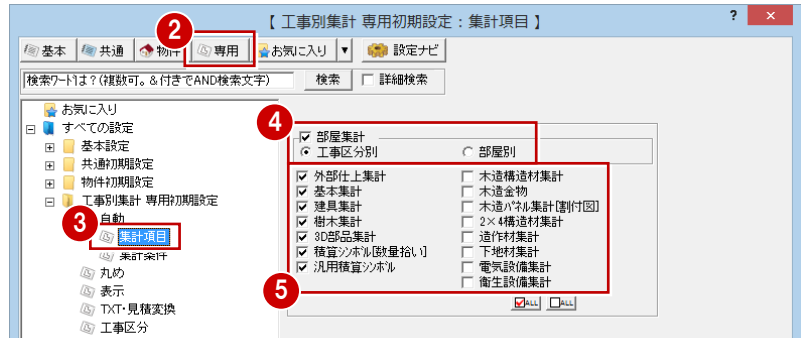 【 工事別集計 専用初期設定：集計項目 】 ? ×
2
基本 共通 物件 専用 お気に入り ▼ 設定ナビ
検索ワードは？(複数可。＆付きでAND検索文字) 検索 詳細検索
お気に入り
すべての設定
基本設定
共通初期設定
物件初期設定
工事別集計 専用初期設定
自動
3
集計項目
集計条件
丸め
表示
TXT・見積変換
工事区分
4
部屋集計
工事区分別 部屋別
外部仕上集計 木造構造材集計
基本集計 木造金物
建具集計 木造パネル集計[割付図]
樹木集計 2×4構造材集計
3D部品集計 造作材集計
積算シンボル[数量拾い] 下地材集計
汎用積算シンボル 電気設備集計
衛生設備集計
5
ALL ALL